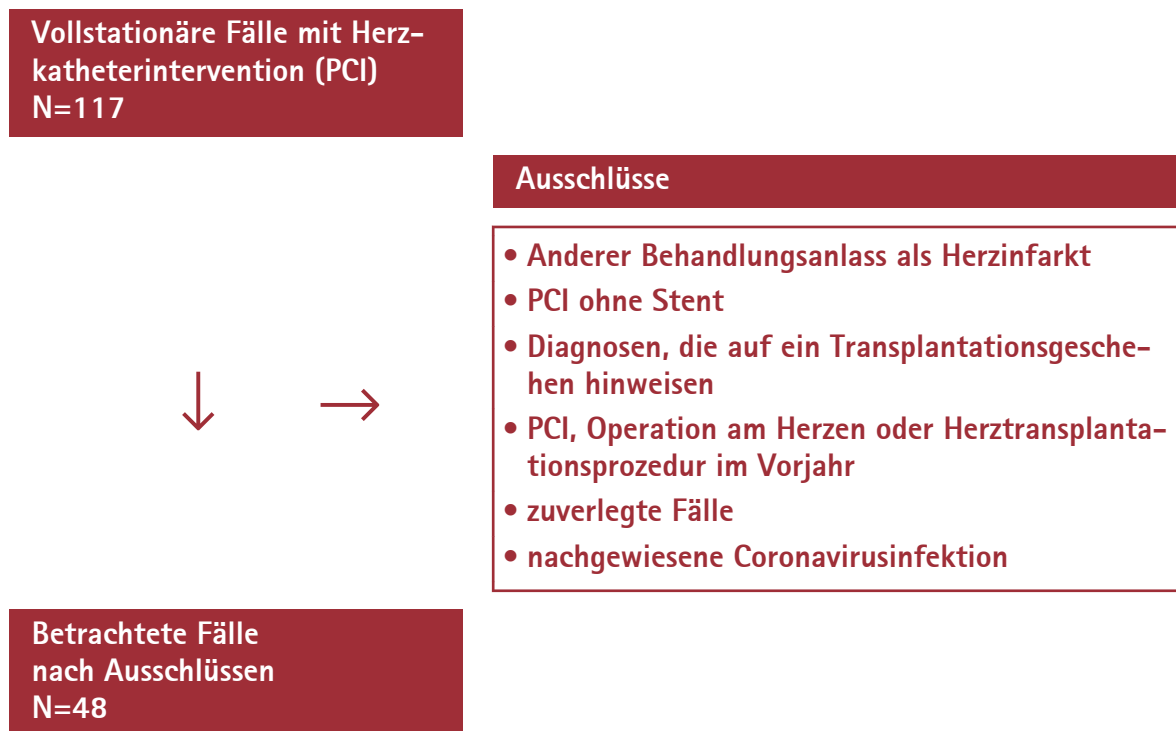 Vollstationäre Fälle mit Herz-
katheterintervention (PCI)
N=117
Ausschlüsse
• Anderer Behandlungsanlass als Herzinfarkt
• PCI ohne Stent
• Diagnosen, die auf ein Transplantationsgesche-
hen hinweisen
• PCI, Operation am Herzen oder Herztransplanta-
tionsprozedur im Vorjahr
• zuverlegte Fälle
• nachgewiesene Coronavirusinfektion
Betrachtete Fälle
nach Ausschlüssen
N=48